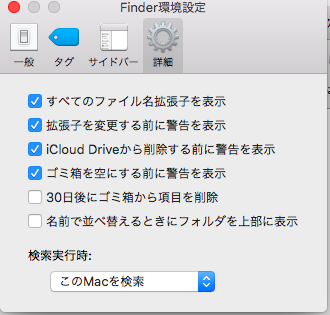 Finder環境設定
一般 タグ サイドバー 詳細
すべてのファイル名拡張子を表示
拡張子を変更する前に警告を表示
iCloud Driveから削除する前に警告を表示
ゴミ箱を空にする前に警告を表示
30日後にゴミ箱から項目を削除
名前で並べ替えるときにフォルダを上部に表示
検索実行時:
このMacを検索